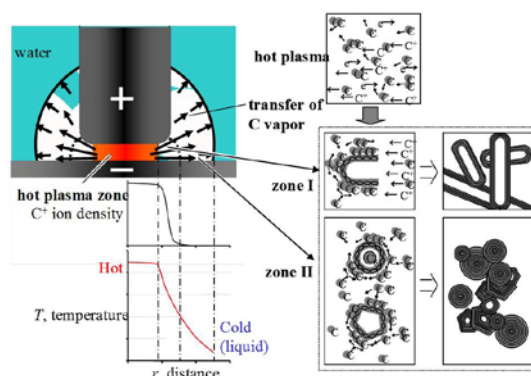 water
+
−
transfer of
C vapor
hot plasma zone
C⁺ ion density
Hot
T, temperature
Cold
(liquid)
r, distance
hot plasma
zone I
zone II
C⁺
C⁺
C⁺
C⁺
C⁺
C⁺
C⁺
C⁺